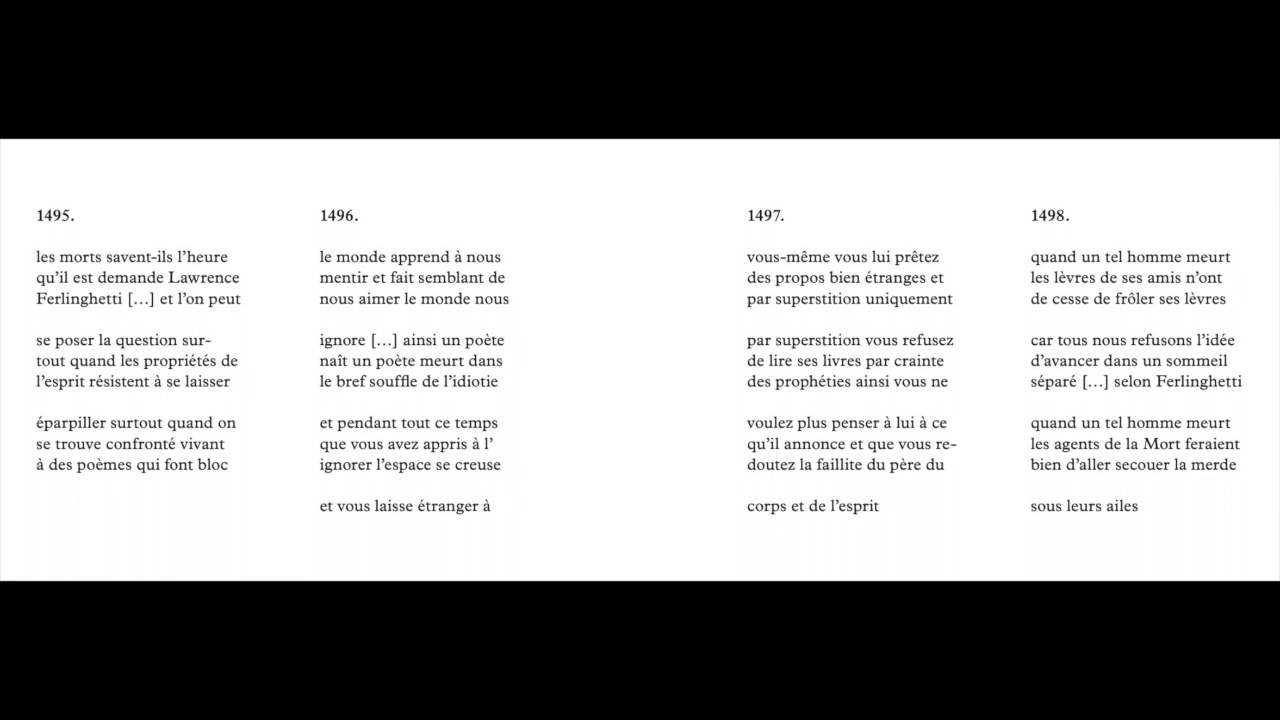 1495.
les morts savent-ils l’heure
qu’il est demande Lawrence
Ferlinghetti […] et l’on peut
se poser la question sur-
tout quand les propriétés de
l’esprit résistent à se laisser
éparpiller surtout quand on
se trouve confronté vivant
à des poèmes qui font bloc
1496.
le monde apprend à nous
mentir et fait semblant de
nous aimer le monde nous
ignore […] ainsi un poète
naît un poète meurt dans
le bref souffle de l’idiotie
et pendant tout ce temps
que vous avez appris à l’
ignorer l’espace se creuse
et vous laisse étranger à
1497.
vous-même vous lui prêtez
des propos bien étranges et
par superstition uniquement
par superstition vous refusez
de lire ses livres par crainte
des prophéties ainsi vous ne
voulez plus penser à lui à ce
qu’il annonce et que vous re-
doutez la faillite du père du
corps et de l’esprit
1498.
quand un tel homme meurt
les lèvres de ses amis n’ont
de cesse de frôler ses lèvres
car tous nous refusons l’idée
d’avancer dans un sommeil
séparé […] selon Ferlinghetti
quand un tel homme meurt
les agents de la Mort feraient
bien d’aller secouer la merde
sous leurs ailes